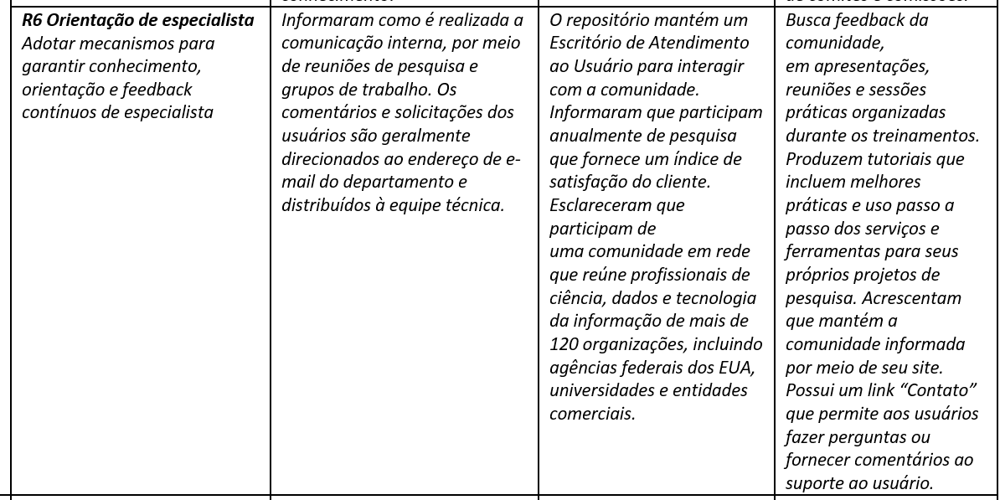 conhecimento.
de comitês e comissões.
R6 Orientação de especialista
Adotar mecanismos para
garantir conhecimento,
orientação e feedback
contínuos de especialista
Informaram como é realizada a
comunicação interna, por meio
de reuniões de pesquisa e
grupos de trabalho. Os
comentários e solicitações dos
usuários são geralmente
direcionados ao endereço de e-
mail do departamento e
distribuídos à equipe técnica.
O repositório mantém um
Escritório de Atendimento
ao Usuário para interagir
com a comunidade.
Informaram que participam
anualmente de pesquisa
que fornece um índice de
satisfação do cliente.
Esclareceram que
participam de
uma comunidade em rede
que reúne profissionais de
ciência, dados e tecnologia
da informação de mais de
120 organizações, incluindo
agências federais dos EUA,
universidades e entidades
comerciais.
Busca feedback da
comunidade,
em apresentações,
reuniões e sessões
práticas organizadas
durante os treinamentos.
Produzem tutoriais que
incluem melhores
práticas e uso passo a
passo dos serviços e
ferramentas para seus
próprios projetos de
pesquisa. Acrescentam
que mantém a
comunidade informada
por meio de seu site.
Possui um link “Contato”
que permite aos usuários
fazer perguntas ou
fornecer comentários ao
suporte ao usuário.